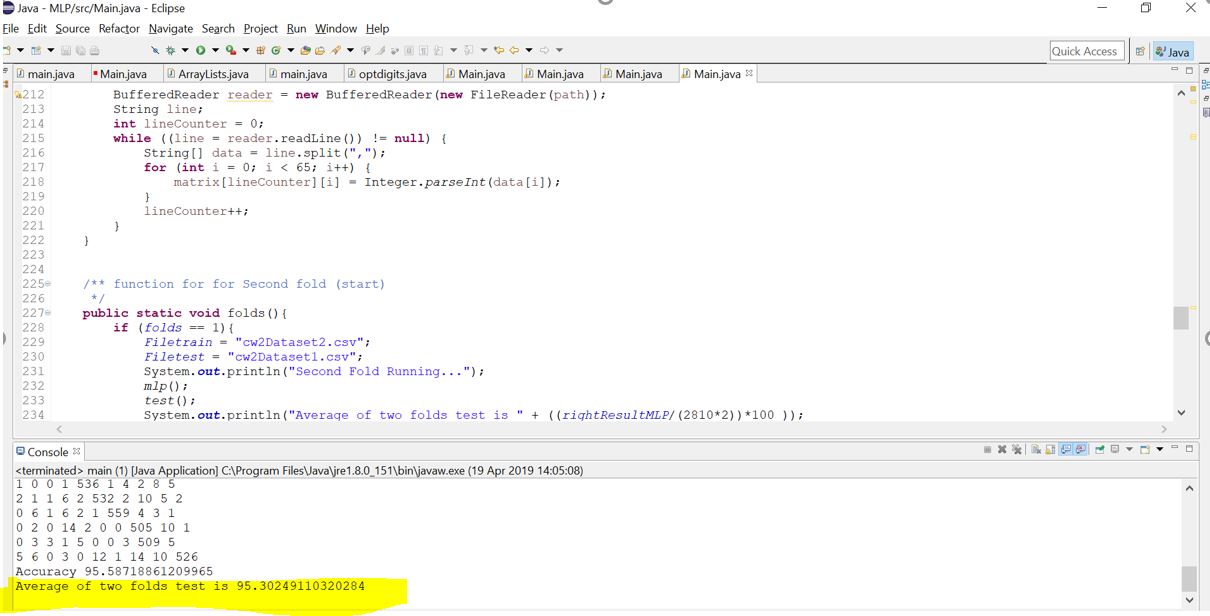 Java - MLP/src/Main.java - Eclipse
File Edit Source Refactor Navigate Search Project Run Window Help
Quick Access Java
main.java Main.java ArrayLists.java main.java optdigits.java Main.java Main.java Main.java Main.java
212 BufferedReader reader = new BufferedReader(new FileReader(path));
213 String line;
214 int lineCounter = 0;
215 while ((line = reader.readLine()) != null) {
216 String[] data = line.split(",");
217 for (int i = 0; i < 65; i++) {
218 matrix[lineCounter][i] = Integer.parseInt(data[i]);
219 }
220 lineCounter++;
221 }
222 }
223
224
225 /** function for for Second fold (start)
226 */
227 public static void folds(){
228 if (folds == 1){
229 Filetrain = "cw2Dataset2.csv";
230 Filetest = "cw2Dataset1.csv";
231 System.out.println("Second Fold Running...");
232 mlp();
233 test();
234 System.out.println("Average of two folds test is " + ((rightResultMLP/(2810*2))*100 ));
Console
<terminated> main (1) [Java Application] C:\Program Files\Java\jre1.8.0_151\bin\javaw.exe (19 Apr 2019 14:05:08)
1 0 0 1 536 1 4 2 8 5
2 1 1 6 2 532 2 10 5 2
0 6 1 6 2 1 559 4 3 1
0 2 0 14 2 0 0 505 10 1
0 3 3 1 5 0 0 3 509 5
5 6 0 3 0 12 1 14 10 526
Accuracy 95.58718861209965
Average of two folds test is 95.30249110320284